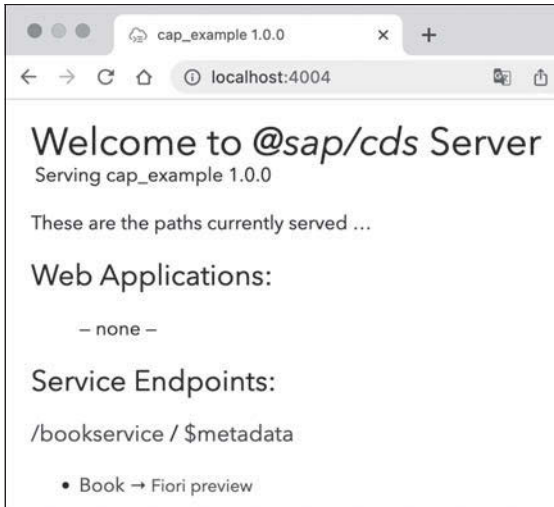 cap_example 1.0.0
localhost:4004
Welcome to @sap/cds Server
Serving cap_example 1.0.0
These are the paths currently served …
Web Applications:
– none –
Service Endpoints:
/bookservice / $metadata
• Book → Fiori preview